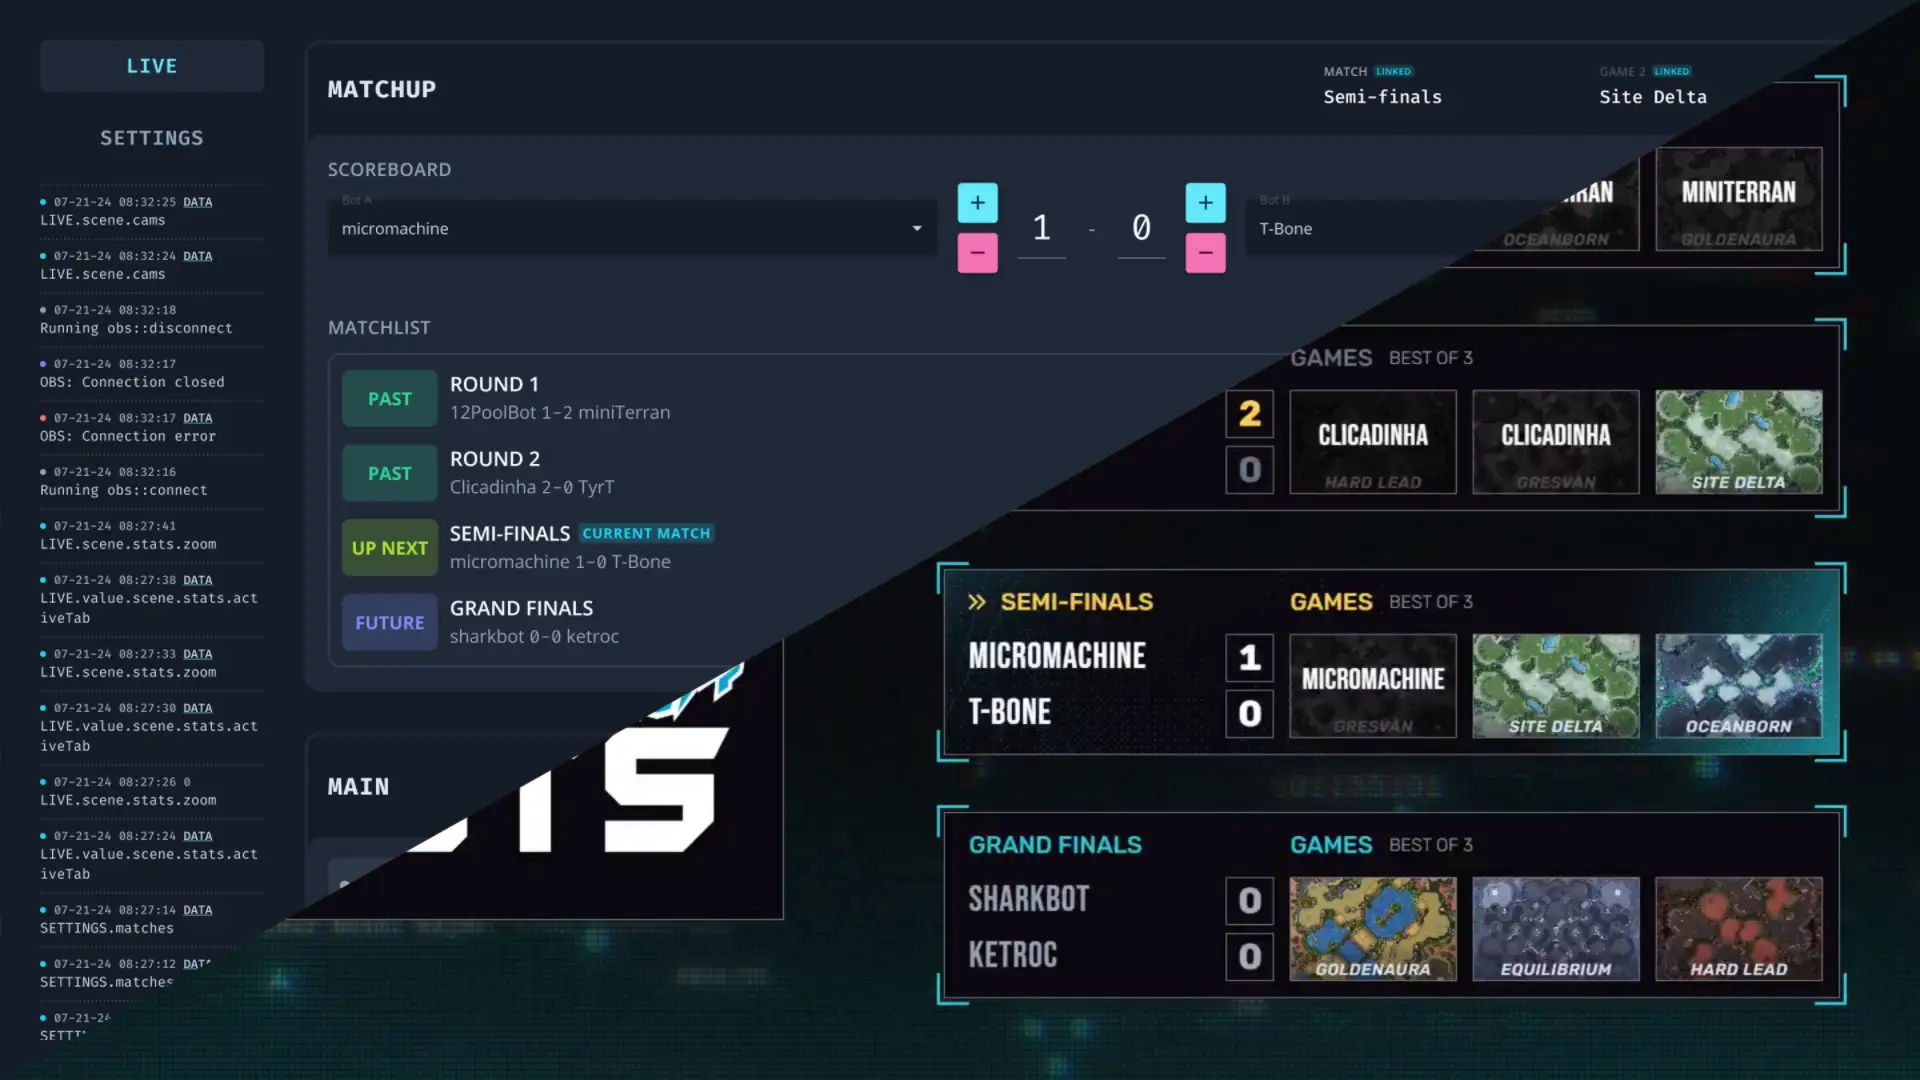 LIVE
SETTINGS
07-21-24 08:32:25 DATA
LIVE.scene.cams
07-21-24 08:32:24 DATA
LIVE.scene.cams
07-21-24 08:32:18
Running obs::disconnect
07-21-24 08:32:17
OBS: Connection closed
07-21-24 08:32:17 DATA
OBS: Connection error
07-21-24 08:32:16
Running obs::connect
07-21-24 08:27:41
LIVE.scene.stats.zoom
07-21-24 08:27:38 DATA
LIVE.value.scene.stats.act
iveTab
07-21-24 08:27:33 DATA
LIVE.scene.stats.zoom
07-21-24 08:27:30 DATA
LIVE.value.scene.stats.act
iveTab
07-21-24 08:27:26 0
LIVE.scene.stats.zoom
07-21-24 08:27:24 DATA
LIVE.value.scene.stats.act
iveTab
07-21-24 08:27:14 DATA
SETTINGS.matches
07-21-24 08:27:12
SETTINGS.matches
07-21-24
MATCHUP
MATCH LINKED
Semi-finals
GAME 2 LINKED
Site Delta
SCOREBOARD
Bot A
micromachine
+
−
1 - 0
+
−
Bot B
T-Bone
MATCHLIST
PAST
ROUND 1
12PoolBot 1-2 miniTerran
PAST
ROUND 2
Clicadinha 2-0 TyrT
UP NEXT
SEMI-FINALS CURRENT MATCH
micromachine 1-0 T-Bone
FUTURE
GRAND FINALS
sharkbot 0-0 ketroc
MAIN
OCEANBORN
MINITERRAN
GOLDENAURA
GAMES BEST OF 3
2
0
CLICADINHA
HARD LEAD
CLICADINHA
GRESVAN
SITE DELTA
SEMI-FINALS
MICROMACHINE 1
T-BONE 0
GAMES BEST OF 3
MICROMACHINE
GRESVAN
SITE DELTA
OCEANBORN
GRAND FINALS
SHARKBOT 0
KETROC 0
GAMES BEST OF 3
GOLDENAURA
EQUILIBRIUM
HARD LEAD